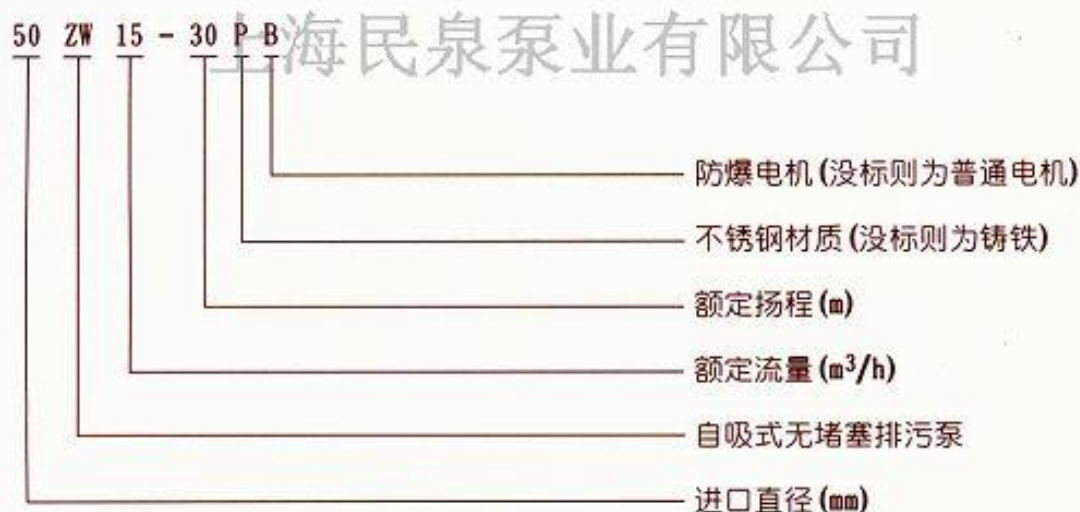 50 ZW 15 - 30 P B
上海民泉泵业有限公司
防爆电机(没标则为普通电机)
不锈钢材质(没标则为铸铁)
额定扬程(m)
额定流量(m³/h)
自吸式无堵塞排污泵
进口直径(mm)